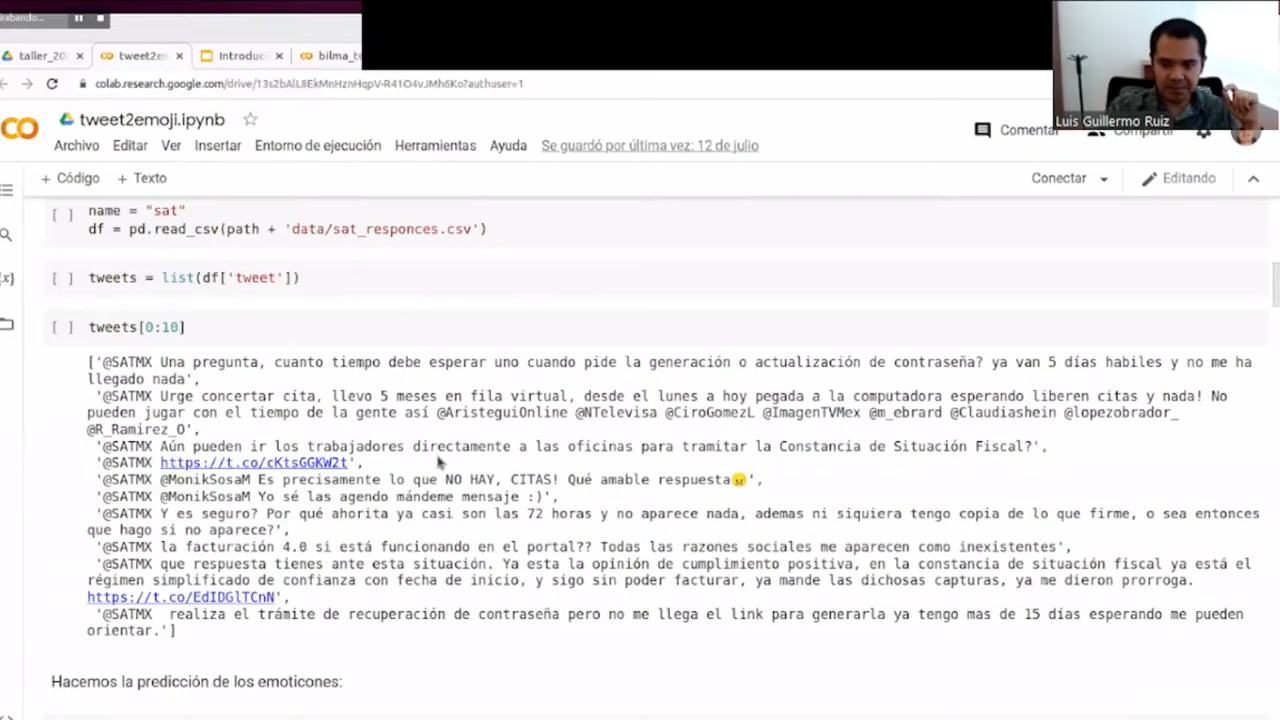 rabando...
taller_20
tweet2em
Introduc
bilma_te
colab.research.google.com/drive/13s2bAlL8EkMnHznHqpV-R41O4vJMh6Ko?authuser=1
Luis Guillermo Ruiz
CO
tweet2emoji.ipynb
Comentar
Compartir
Archivo Editar Ver Insertar Entorno de ejecución Herramientas Ayuda Se guardó por última vez: 12 de julio
+ Código + Texto
Conectar
Editando
[ ] name = "sat"
df = pd.read_csv(path + 'data/sat_responces.csv')
[ ] tweets = list(df['tweet'])
[ ] tweets[0:10]
['@SATMX Una pregunta, cuanto tiempo debe esperar uno cuando pide la generación o actualización de contraseña? ya van 5 días habiles y no me ha
llegado nada',
'@SATMX Urge concertar cita, llevo 5 meses en fila virtual, desde el lunes a hoy pegada a la computadora esperando liberen citas y nada! No
pueden jugar con el tiempo de la gente así @AristeguiOnline @NTelevisa @CiroGomezL @ImagenTVMex @m_ebrard @Claudiashein @lopezobrador_
@R_Ramirez_O',
'@SATMX Aún pueden ir los trabajadores directamente a las oficinas para tramitar la Constancia de Situación Fiscal?',
'@SATMX https://t.co/cKtsGGKW2t',
'@SATMX @MonikSosaM Es precisamente lo que NO HAY, CITAS! Qué amable respuesta😠',
'@SATMX @MonikSosaM Yo sé las agendo mándeme mensaje :)',
'@SATMX Y es seguro? Por qué ahorita ya casi son las 72 horas y no aparece nada, ademas ni siquiera tengo copia de lo que firme, o sea entonces
que hago si no aparece?',
'@SATMX la facturación 4.0 si está funcionando en el portal?? Todas las razones sociales me aparecen como inexistentes',
'@SATMX que respuesta tienes ante esta situación. Ya esta la opinión de cumplimiento positiva, en la constancia de situación fiscal ya está el
régimen simplificado de confianza con fecha de inicio, y sigo sin poder facturar, ya mande las dichosas capturas, ya me dieron prorroga.
https://t.co/EdIDGlTCnN',
'@SATMX  realiza el trámite de recuperación de contraseña pero no me llega el link para generarla ya tengo mas de 15 días esperando me pueden
orientar.']
Hacemos la predicción de los emoticones: